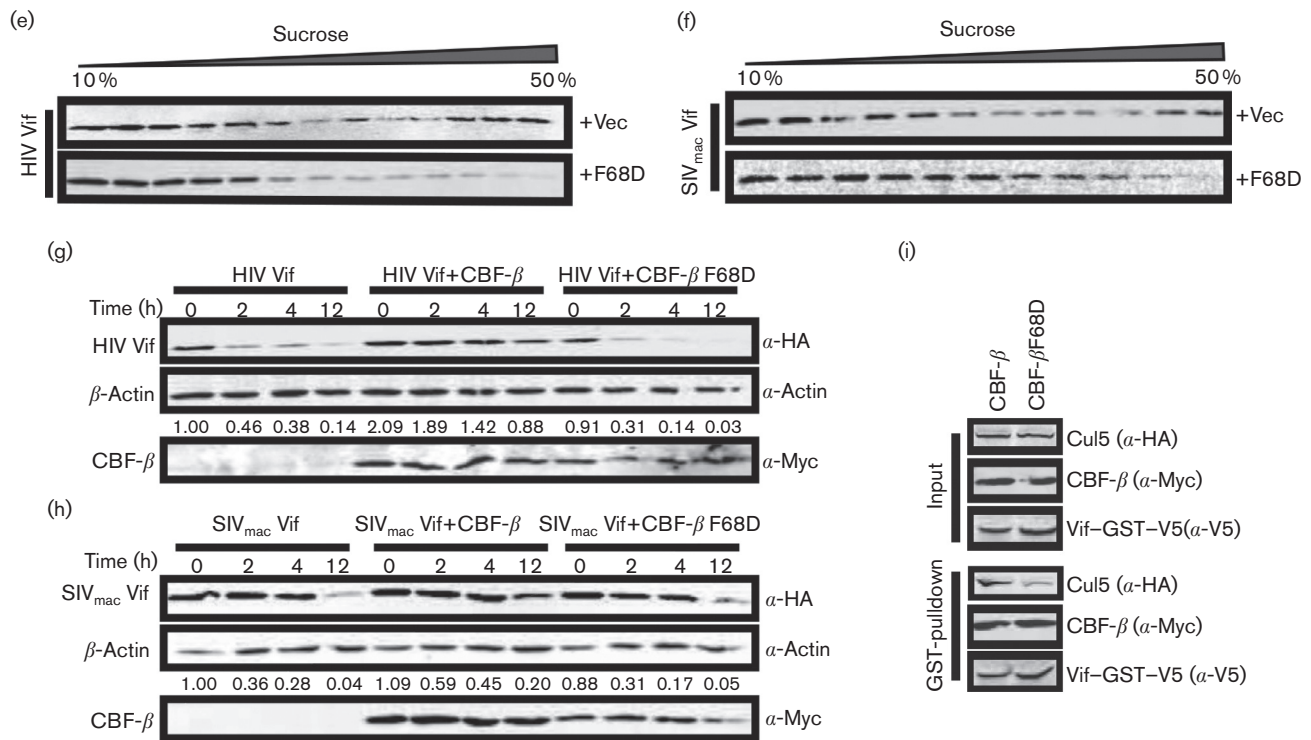 (e)
Sucrose
10 %
50 %
HIV Vif
+Vec
+F68D
(f)
Sucrose
10 %
50 %
SIVmac Vif
+Vec
+F68D
(g)
HIV Vif
HIV Vif+CBF-β
HIV Vif+CBF-β F68D
Time (h)
0 2 4 12 0 2 4 12 0 2 4 12
HIV Vif
α-HA
β-Actin
α-Actin
1.00 0.46 0.38 0.14 2.09 1.89 1.42 0.88 0.91 0.31 0.14 0.03
CBF-β
α-Myc
(h)
SIVmac Vif
SIVmac Vif+CBF-β
SIVmac Vif+CBF-β F68D
Time (h)
0 2 4 12 0 2 4 12 0 2 4 12
SIVmac Vif
α-HA
β-Actin
α-Actin
1.00 0.36 0.28 0.04 1.09 0.59 0.45 0.20 0.88 0.31 0.17 0.05
CBF-β
α-Myc
(i)
CBF-β
CBF-βF68D
Input
Cul5 (α-HA)
CBF-β (α-Myc)
Vif–GST–V5(α-V5)
GST-pulldown
Cul5 (α-HA)
CBF-β (α-Myc)
Vif–GST–V5 (α-V5)